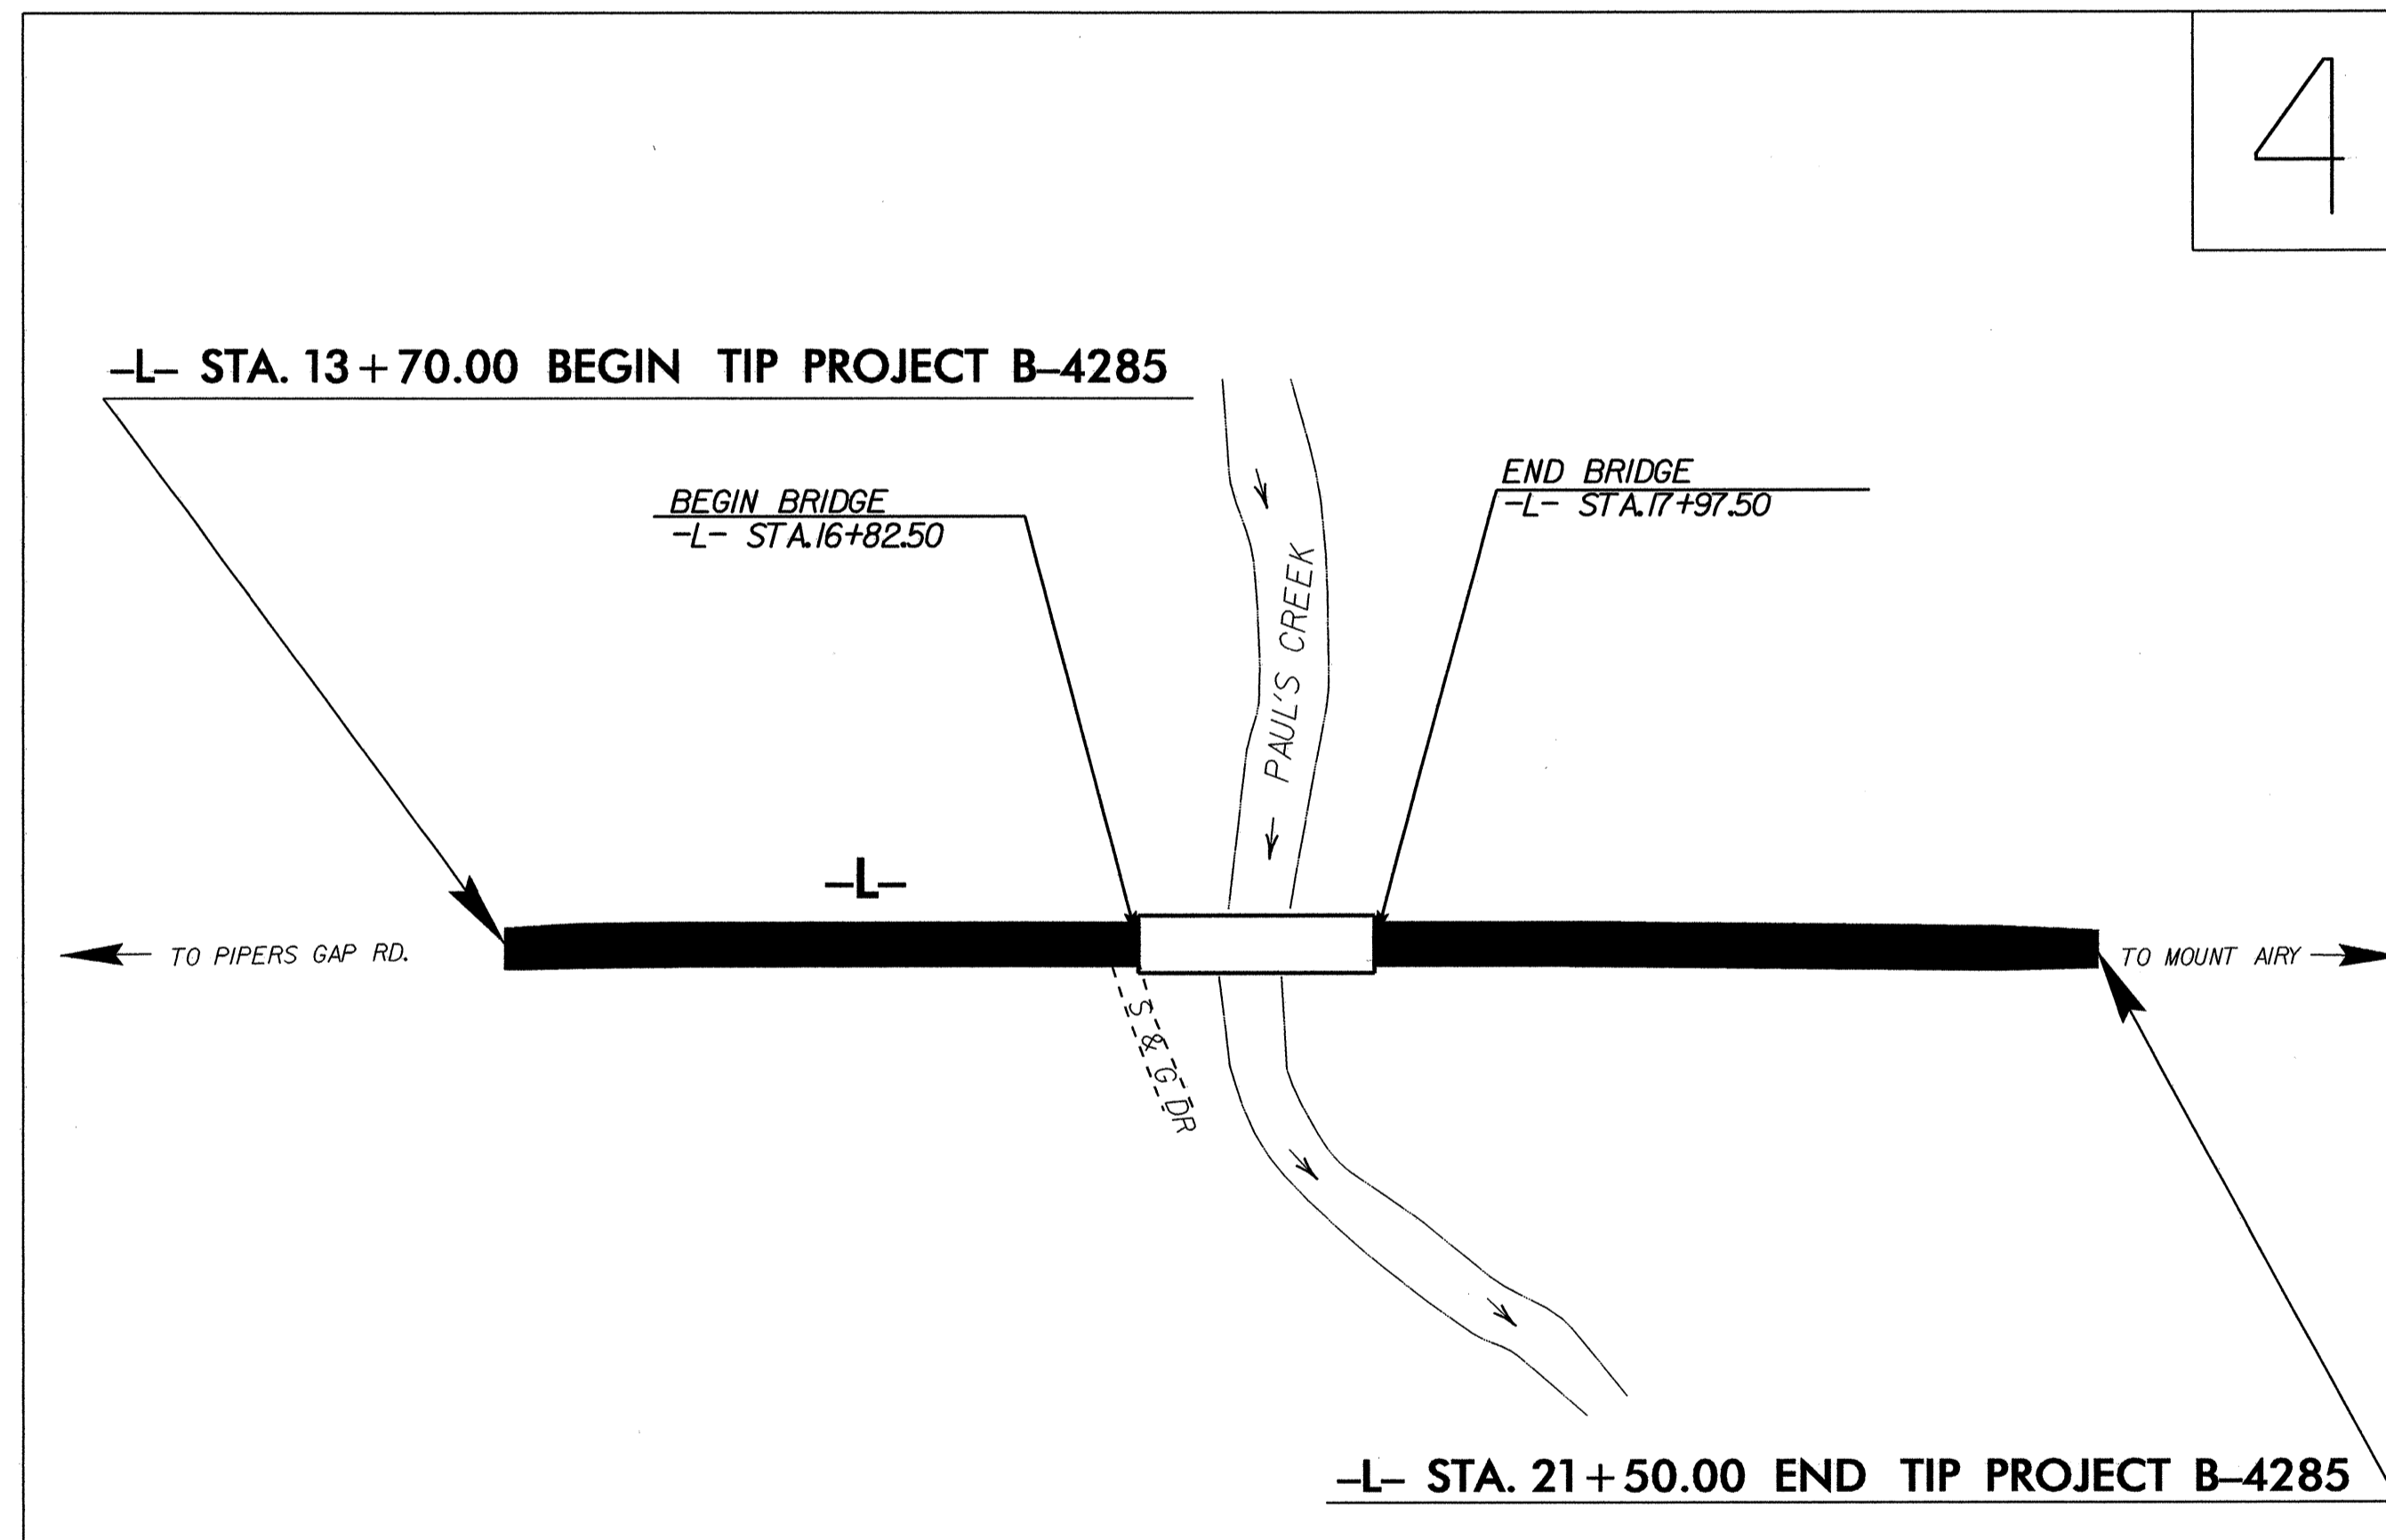 4
–L– STA. 13+70.00 BEGIN TIP PROJECT B–4285
BEGIN BRIDGE
-L- STA.16+82.50
END BRIDGE
-L- STA.17+97.50
PAUL'S CREEK
–L–
TO PIPERS GAP RD.
TO MOUNT AIRY
S & G DR
–L– STA. 21+50.00 END TIP PROJECT B–4285